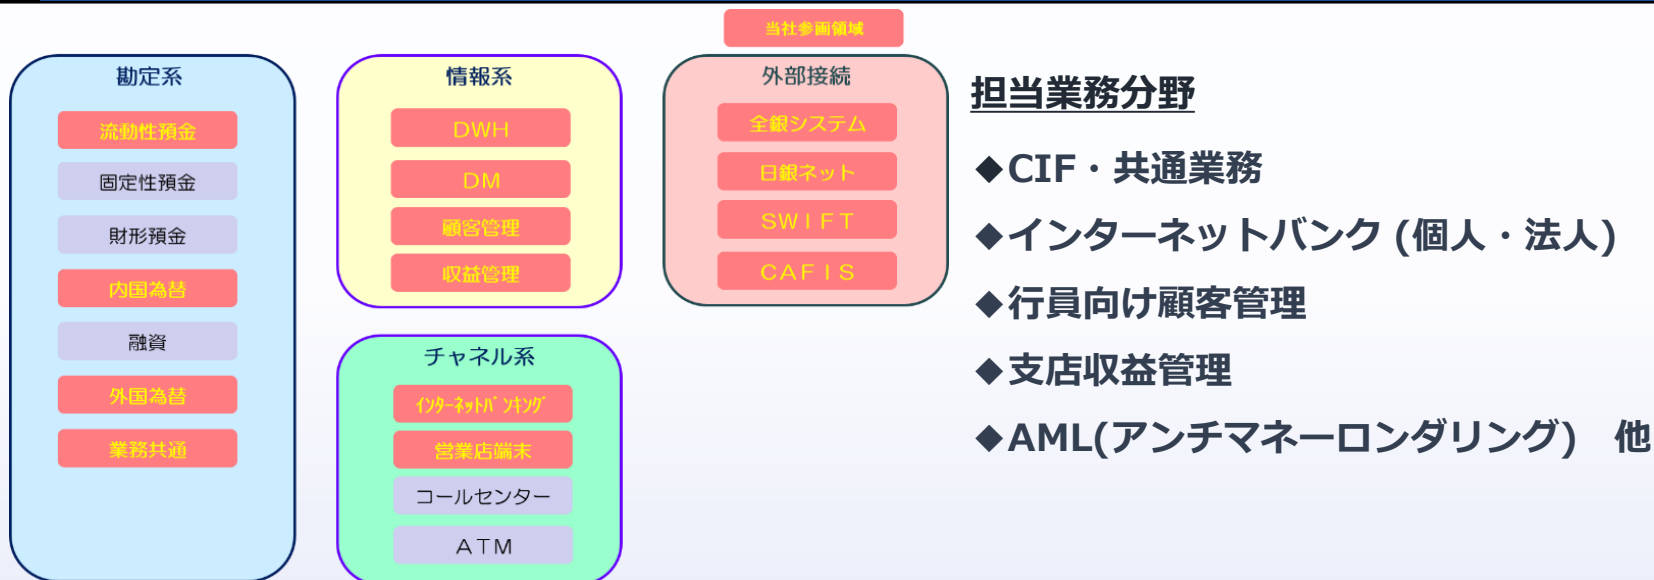 当社参画領域
勘定系
流動性預金
固定性預金
財形預金
内国為替
融資
外国為替
業務共通
情報系
DWH
DM
顧客管理
収益管理
チャネル系
インターネットバンキング
営業店端末
コールセンター
ATM
外部接続
全銀システム
日銀ネット
SWIFT
CAFIS
担当業務分野
◆CIF・共通業務
◆インターネットバンク (個人・法人)
◆行員向け顧客管理
◆支店収益管理
◆AML(アンチマネーロンダリング)　他